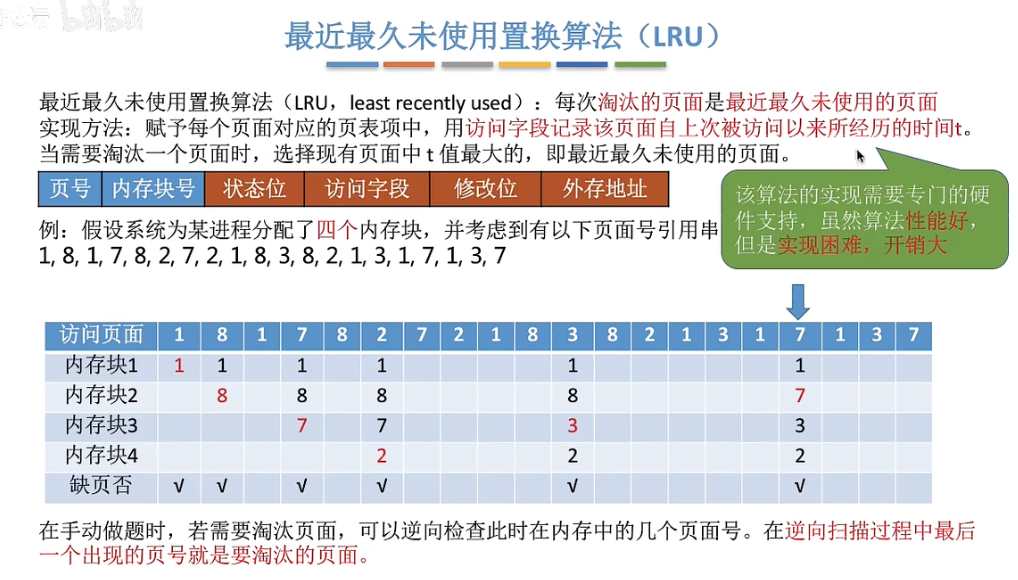 bilibili
最近最久未使用置换算法（LRU）
最近最久未使用置换算法（LRU，least recently used）：每次淘汰的页面是最近最久未使用的页面
实现方法：赋予每个页面对应的页表项中，用访问字段记录该页面自上次被访问以来所经历的时间t。
当需要淘汰一个页面时，选择现有页面中 t 值最大的，即最近最久未使用的页面。
页号 内存块号 状态位 访问字段 修改位 外存地址
该算法的实现需要专门的硬
件支持，虽然算法性能好，
但是实现困难，开销大
例：假设系统为某进程分配了四个内存块，并考虑到有以下页面号引用串
1, 8, 1, 7, 8, 2, 7, 2, 1, 8, 3, 8, 2, 1, 3, 1, 7, 1, 3, 7
访问页面 1 8 1 7 8 2 7 2 1 8 3 8 2 1 3 1 7 1 3 7
内存块1 1 1 1 1 1 1
内存块2 8 8 8 8 7
内存块3 7 7 3 3
内存块4 2 2 2
缺页否 √ √ √ √ √ √
在手动做题时，若需要淘汰页面，可以逆向检查此时在内存中的几个页面号。在逆向扫描过程中最后
一个出现的页号就是要淘汰的页面。